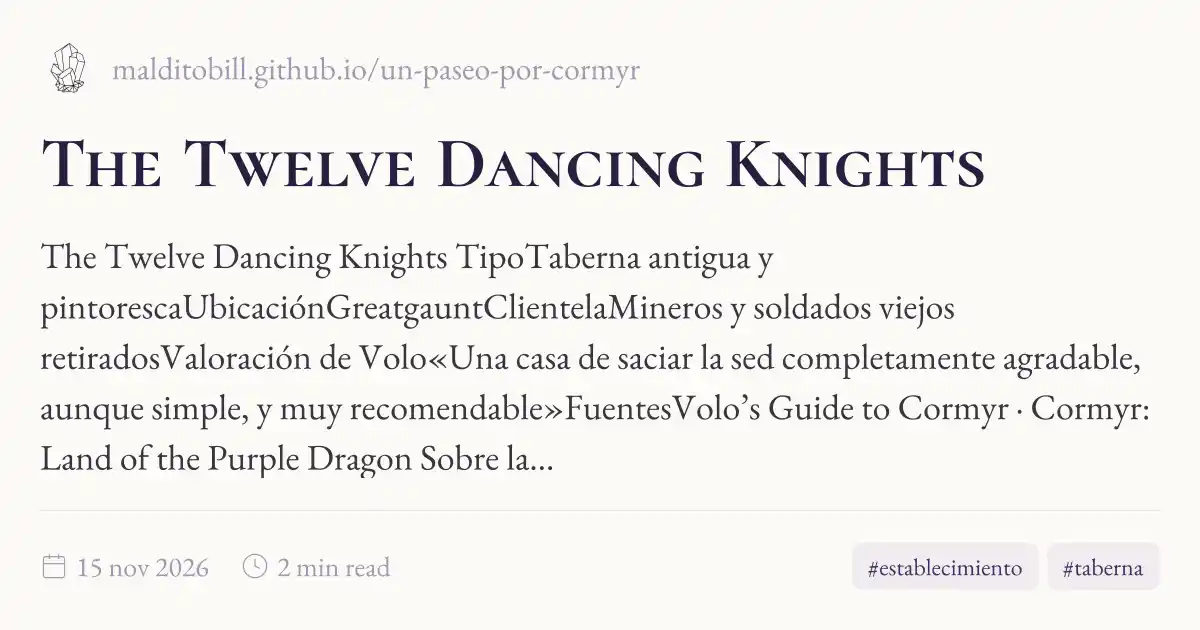 malditobill.github.io/un-paseo-por-cormyr
The Twelve Dancing Knights
The Twelve Dancing Knights TipoTaberna antigua y
pintorescaUbicaciónGreatgauntClientelaMineros y soldados viejos
retiradosValoración de Volo«Una casa de saciar la sed completamente agradable,
aunque simple, y muy recomendable»FuentesVolo’s Guide to Cormyr · Cormyr:
Land of the Purple Dragon Sobre la...
15 nov 2026 2 min read #establecimiento #taberna